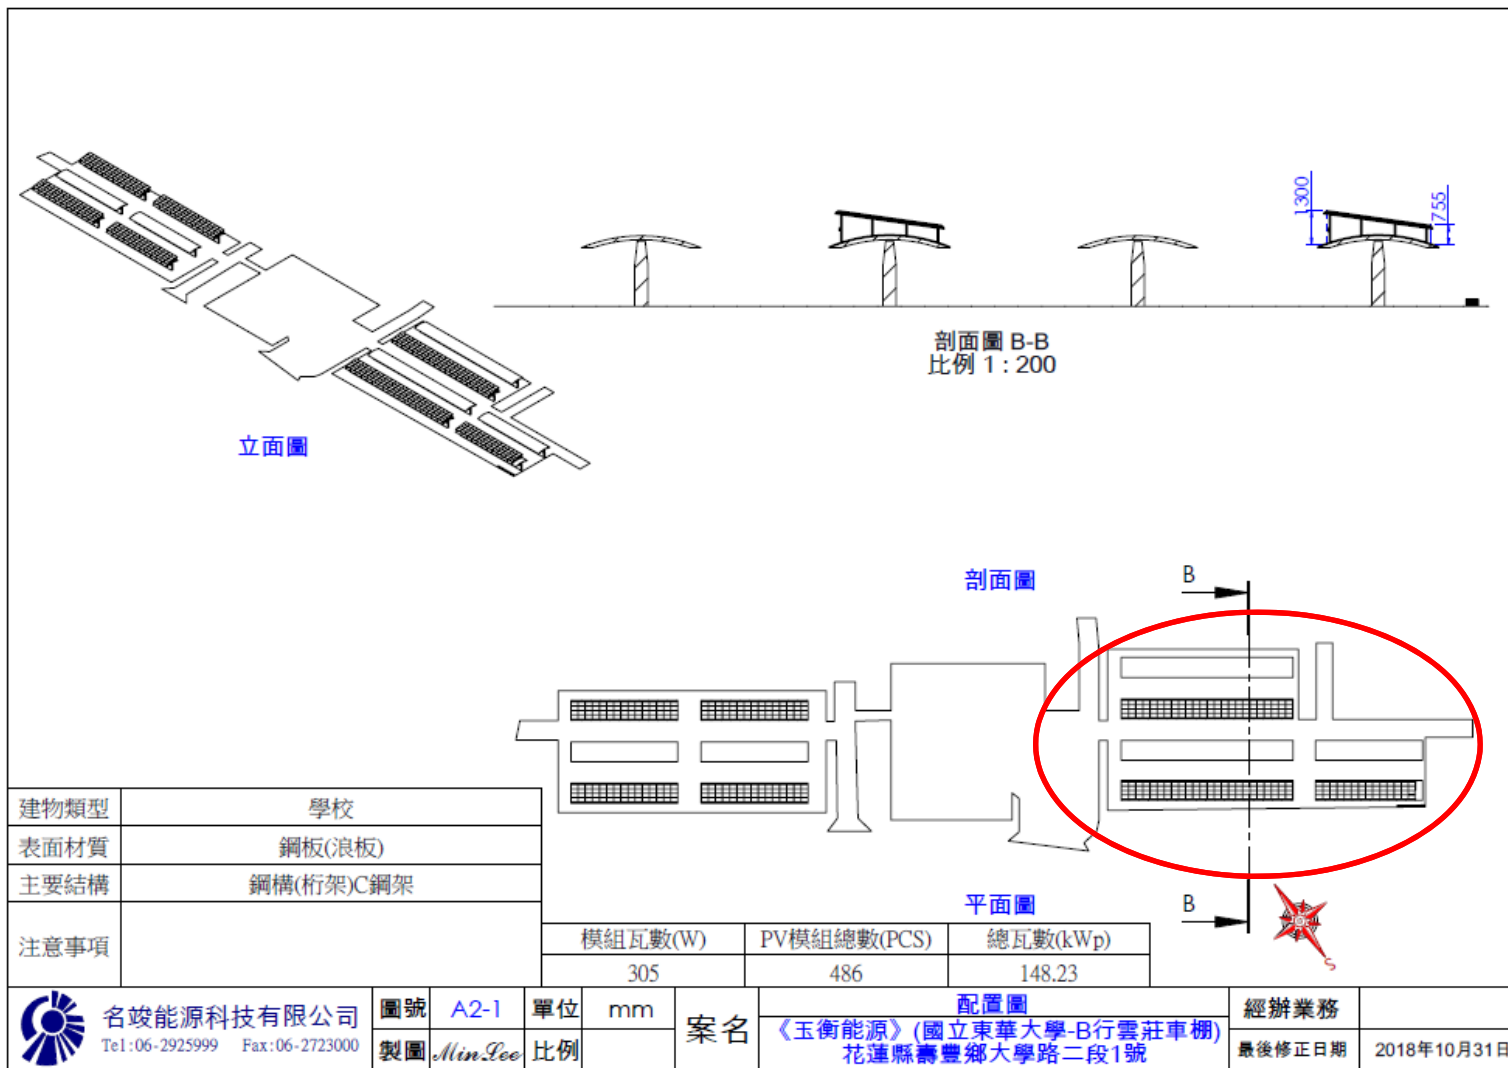 1300
755
剖面圖 B-B
比例 1 : 200
立面圖
剖面圖
B
平面圖
B
S
建物類型 學校
表面材質 鋼板(浪板)
主要結構 鋼構(桁架)C鋼架
注意事項
模組瓦數(W) PV模組總數(PCS) 總瓦數(kWp)
305 486 148.23
名竣能源科技有限公司
Tel:06-2925999 Fax:06-2723000
圖號 A2-1 單位 mm
製圖 Min Lee 比例
案名
配置圖
《玉衡能源》(國立東華大學-B行雲莊車棚)
花蓮縣壽豐鄉大學路二段1號
經辦業務
最後修正日期 2018年10月31日